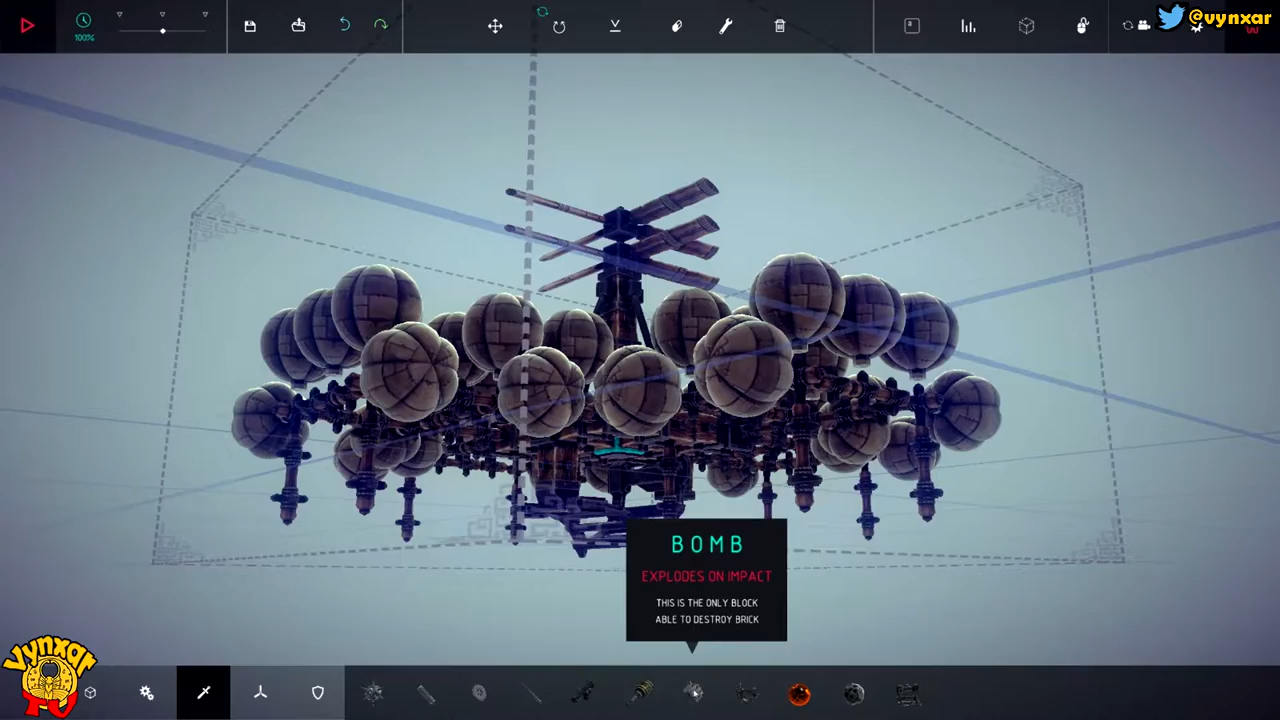 @vynxar
100%
BOMB
EXPLODES ON IMPACT
THIS IS THE ONLY BLOCK
ABLE TO DESTROY BRICK
Vynxar